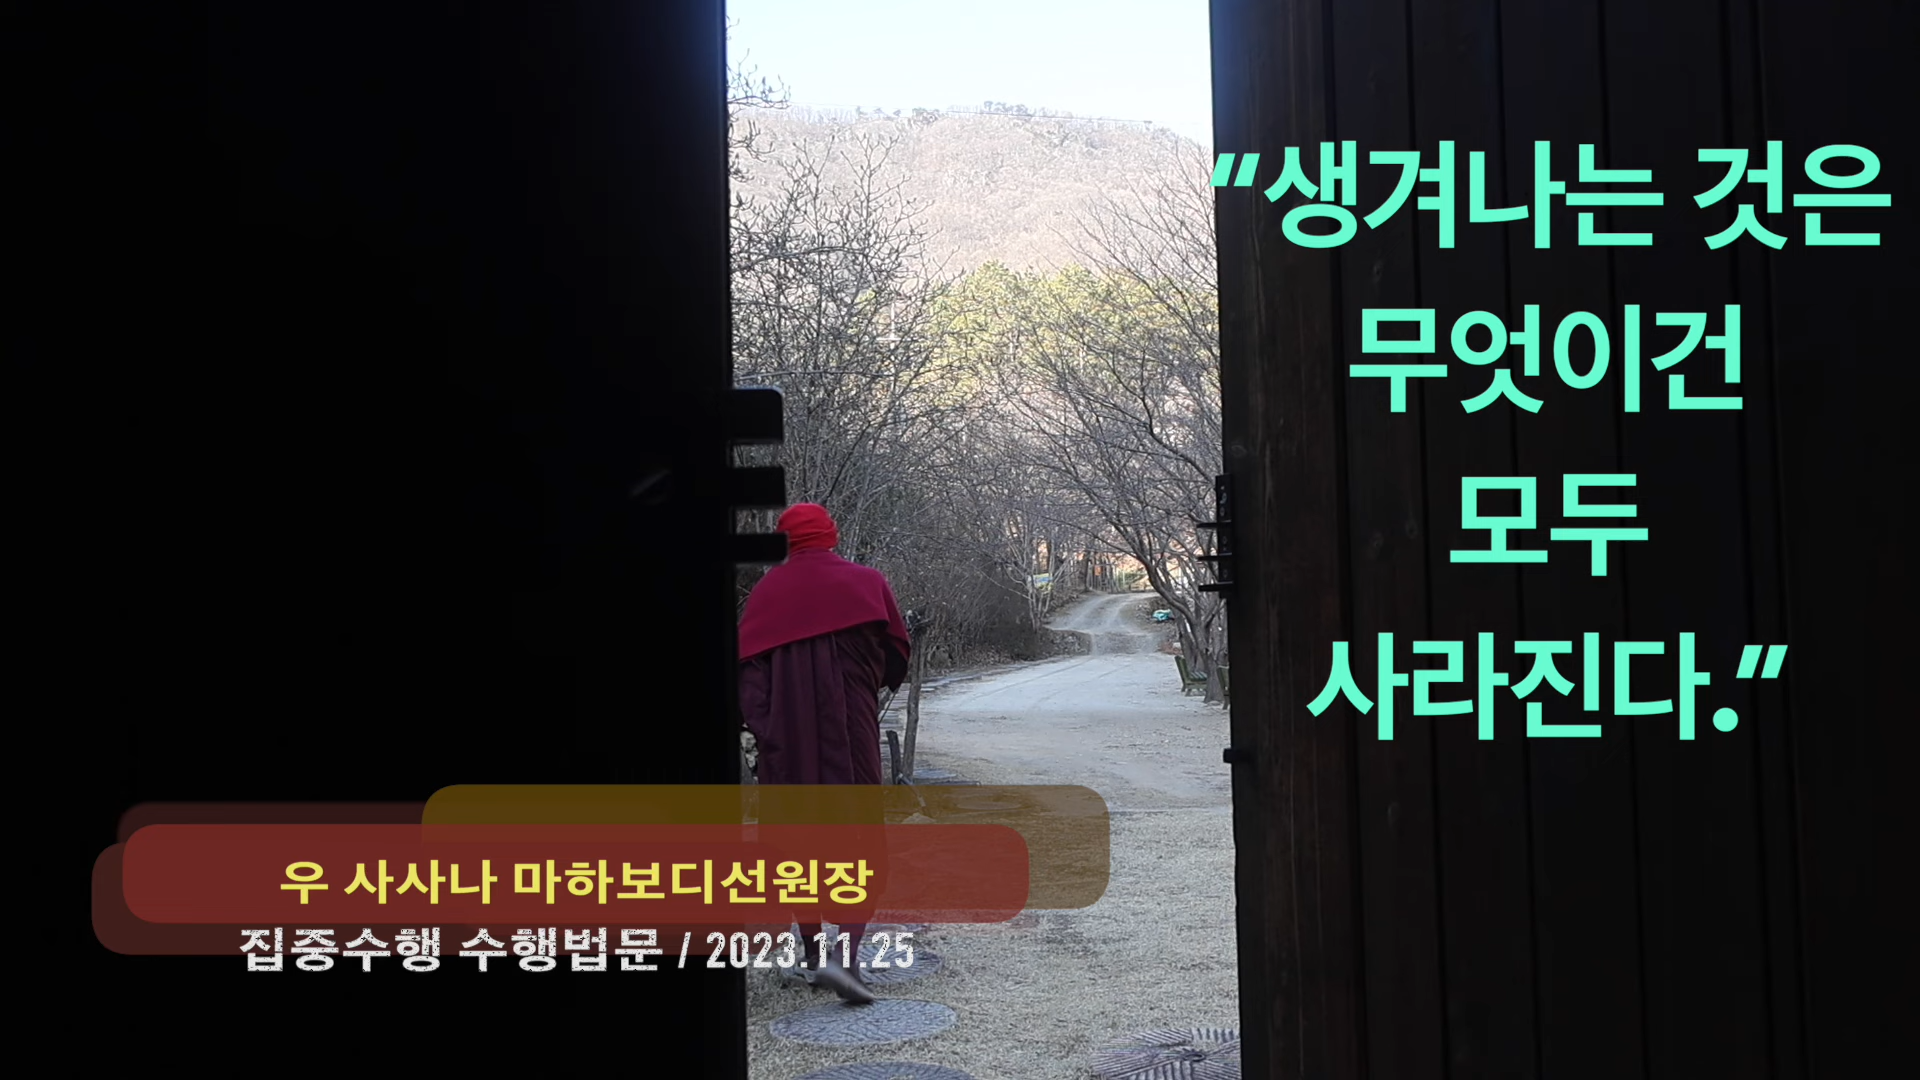 “생겨나는 것은
무엇이건
모두
사라진다.”
우 사사나 마하보디선원장
집중수행 수행법문 / 2023.11.25